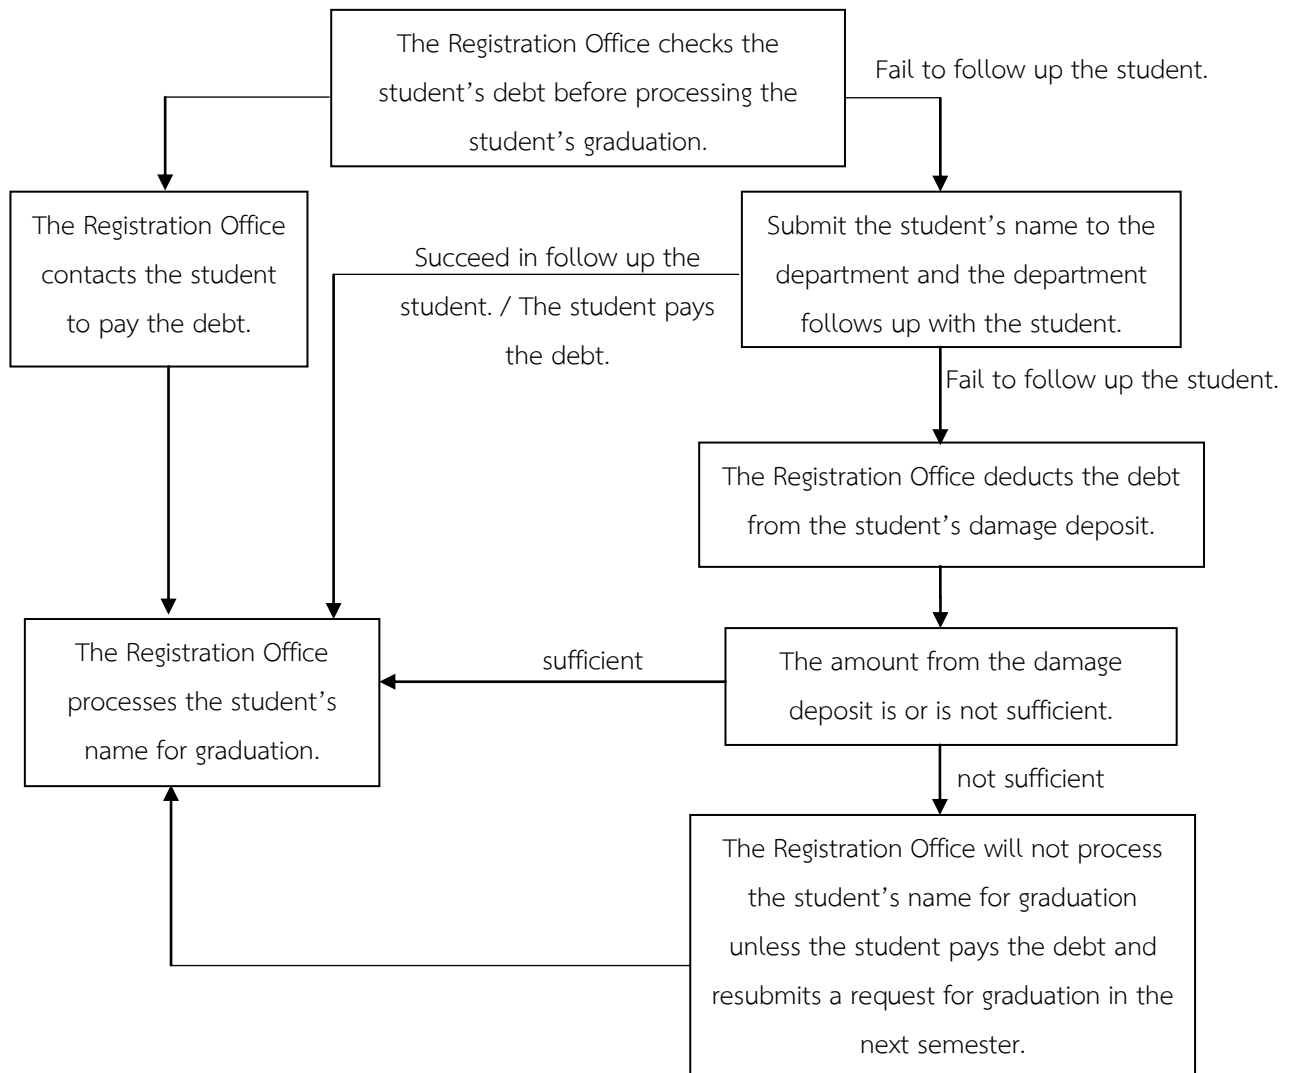 The Registration Office checks the
student’s debt before processing the
student’s graduation.
Fail to follow up the student.
The Registration Office
contacts the student
to pay the debt.
Succeed in follow up the
student. / The student pays
the debt.
Submit the student’s name to the
department and the department
follows up with the student.
Fail to follow up the student.
The Registration Office deducts the debt
from the student’s damage deposit.
The Registration Office
processes the student’s
name for graduation.
sufficient
The amount from the damage
deposit is or is not sufficient.
not sufficient
The Registration Office will not process
the student’s name for graduation
unless the student pays the debt and
resubmits a request for graduation in the
next semester.